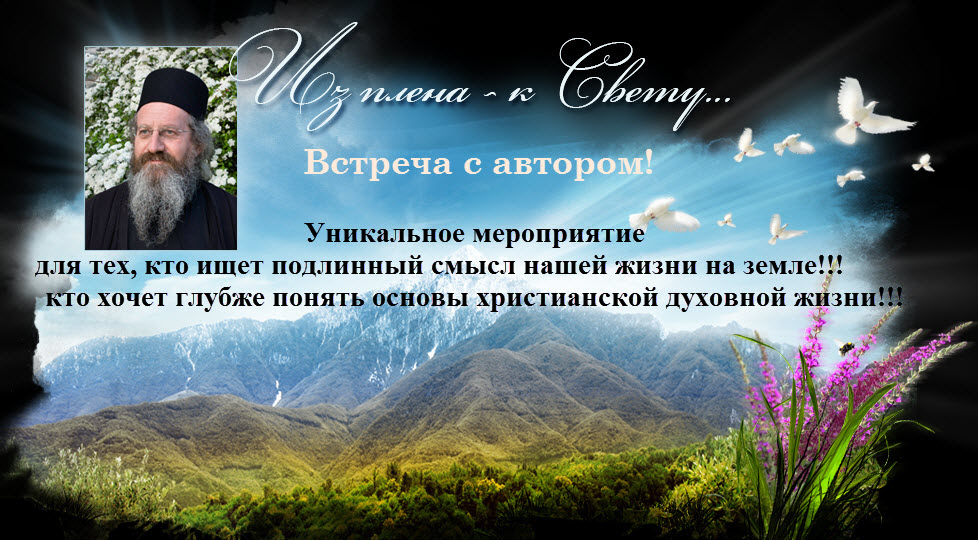 Из плена - к Свету...
Встреча с автором!
Уникальное мероприятие
для тех, кто ищет подлинный смысл нашей жизни на земле!!!
кто хочет глубже понять основы христианской духовной жизни!!!